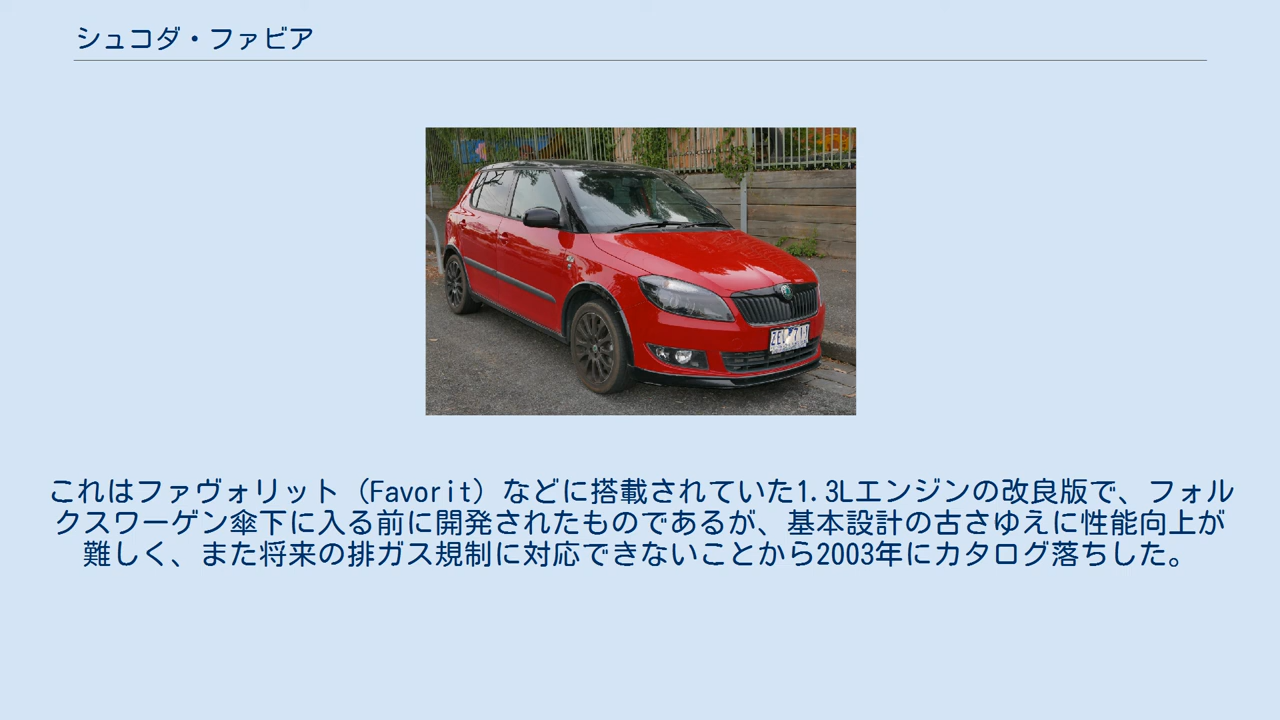 シュコダ・ファビア
これはファヴォリット（Favorit）などに搭載されていた1.3Lエンジンの改良版で、フォル
クスワーゲン傘下に入る前に開発されたものであるが、基本設計の古さゆえに性能向上が
難しく、また将来の排ガス規制に対応できないことから2003年にカタログ落ちした。